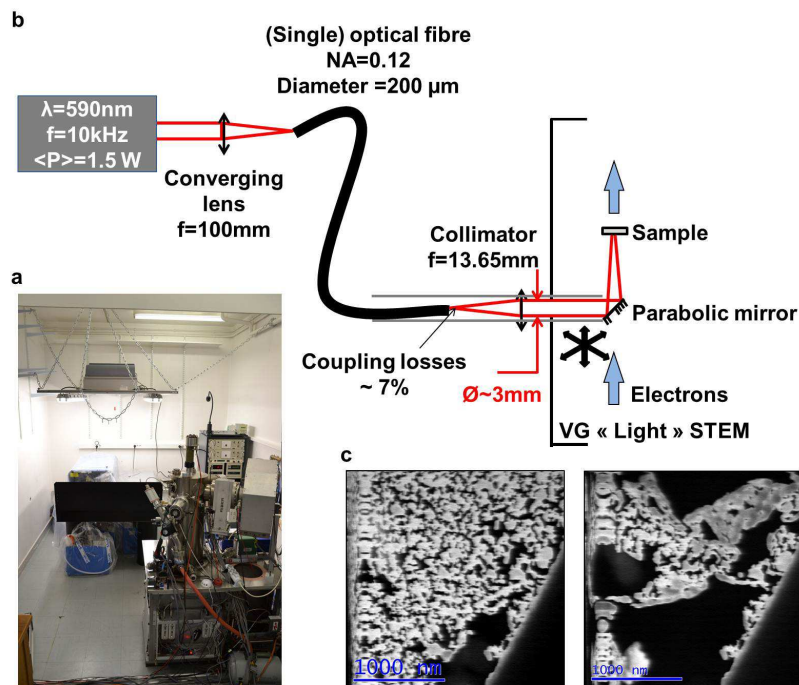 b
(Single) optical fibre
NA=0.12
Diameter =200 µm
λ=590nm
f=10kHz
<P>=1.5 W
Converging
lens
f=100mm
Collimator
f=13.65mm
Sample
Parabolic mirror
Coupling losses
~ 7%
Ø~3mm
Electrons
VG « Light » STEM
a
c
1000 nm
1000 nm